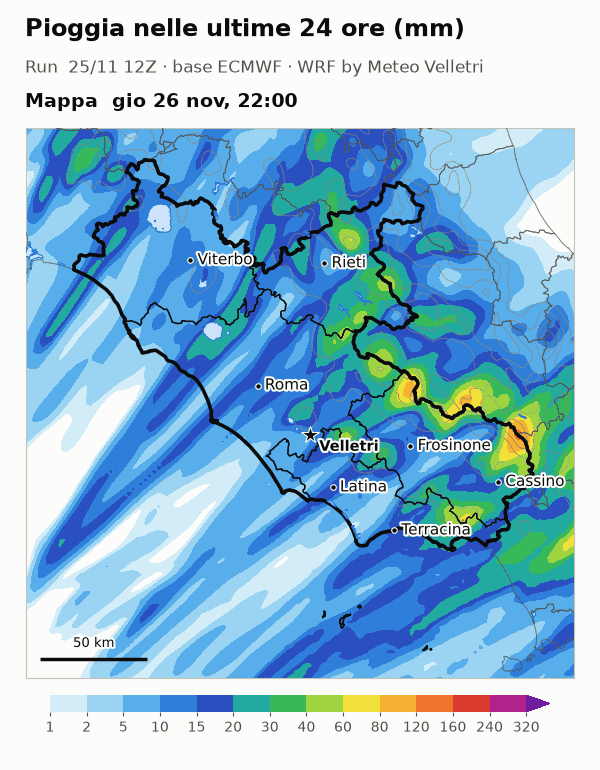 Pioggia nelle ultime 24 ore (mm)
Run  25/11 12Z · base ECMWF · WRF by Meteo Velletri
Mappa  gio 26 nov, 22:00
Viterbo
Rieti
Roma
Velletri
Frosinone
Cassino
Latina
Terracina
50 km
1 2 5 10 15 20 30 40 60 80 120 160 240 320